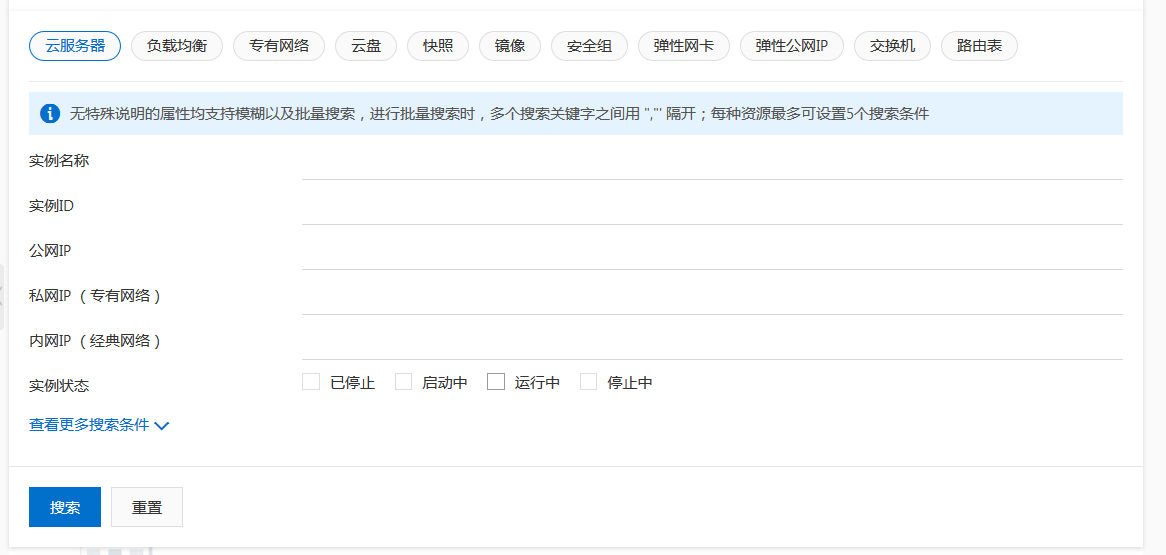 云服务器 负载均衡 专有网络 云盘 快照 镜像 安全组 弹性网卡 弹性公网IP 交换机 路由表
无特殊说明的属性均支持模糊以及批量搜索，进行批量搜索时，多个搜索关键字之间用 ","' 隔开；每种资源最多可设置5个搜索条件
实例名称
实例ID
公网IP
私网IP（专有网络）
内网IP（经典网络）
实例状态 已停止 启动中 运行中 停止中
查看更多搜索条件
搜索 重置